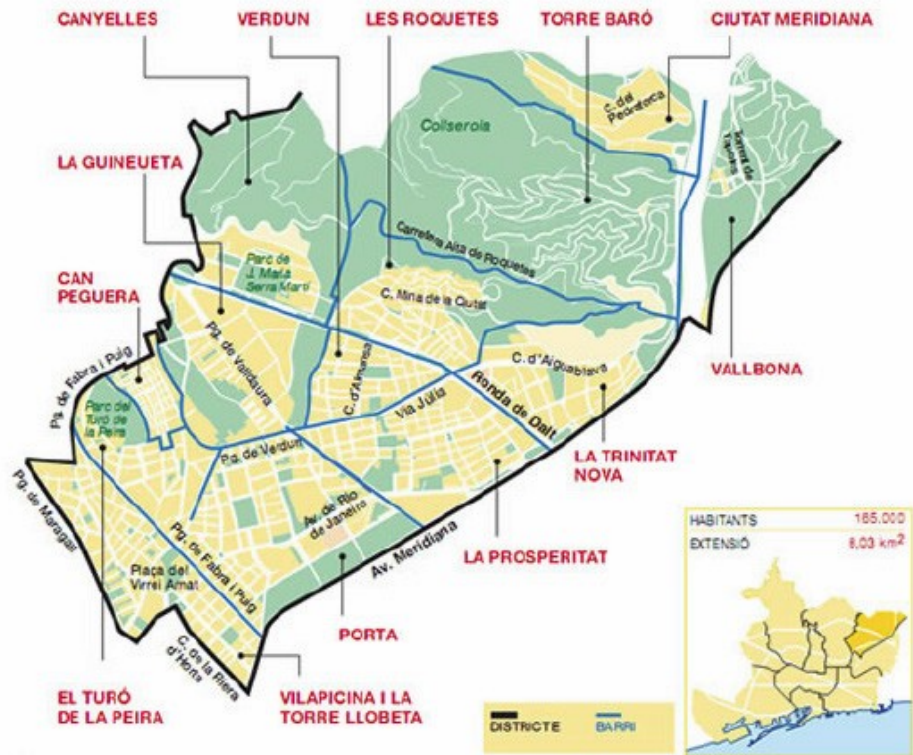 CANYELLES
VERDUN
LES ROQUETES
TORRE BARÓ
CIUTAT MERIDIANA
C. del
Pedraforca
Collserola
Torrent de
Tapioles
LA GUINEUETA
Parc de
J. Maria
Serra Martí
Carretera Alta de Roquetes
CAN
PEGUERA
C. Mina de la Ciutat
Pg. de Fabra i Puig
Pg. de Valldaura
C. d'Almansa
C. d'Aiguablava
VALLBONA
Parc del
Turó de
la Peira
Via Júlia
Ronda de Dalt
Pg. de Verdun
LA TRINITAT
NOVA
Pg. de Maragall
Av. de Rio
de Janeiro
Pg. de Fabra i Puig
Av. Meridiana
LA PROSPERITAT
Plaça del
Virrei Amat
PORTA
C. de la Riera
d'Horta
EL TURÓ
DE LA PEIRA
VILAPICINA I LA
TORRE LLOBETA
HABITANTS 165.000
EXTENSIÓ 8,03 km²
DISTRICTE
BARRI